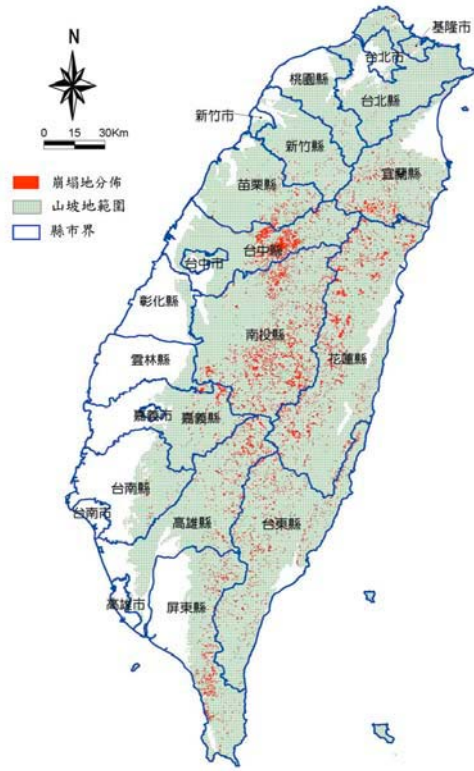 N
0 15 30Km
崩塌地分佈
山坡地範圍
縣市界
基隆市
台北市
桃園縣
台北縣
新竹市
新竹縣
宜蘭縣
苗栗縣
台中縣
台中市
彰化縣
南投縣
花蓮縣
雲林縣
嘉義市
嘉義縣
台南縣
台南市
高雄縣
台東縣
高雄市
屏東縣